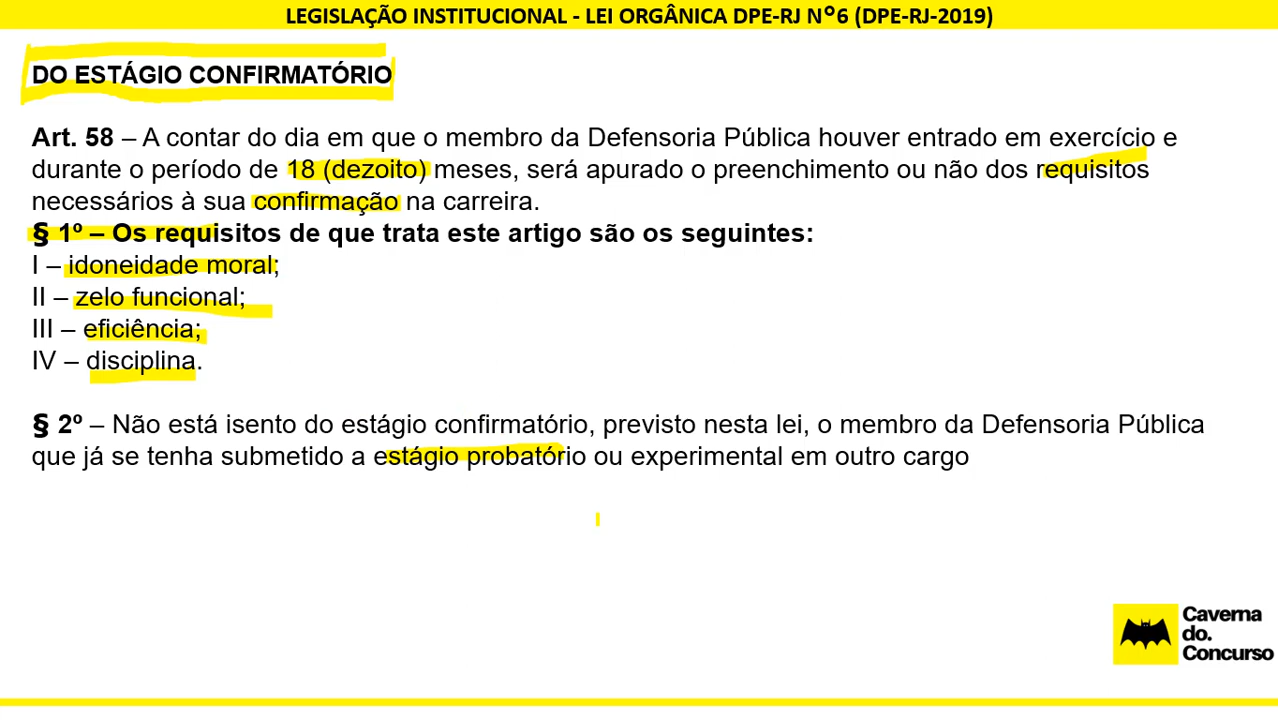 LEGISLAÇÃO INSTITUCIONAL - LEI ORGÂNICA DPE-RJ Nº6 (DPE-RJ-2019)
DO ESTÁGIO CONFIRMATÓRIO
Art. 58 – A contar do dia em que o membro da Defensoria Pública houver entrado em exercício e
durante o período de 18 (dezoito) meses, será apurado o preenchimento ou não dos requisitos
necessários à sua confirmação na carreira.
§ 1º – Os requisitos de que trata este artigo são os seguintes:
I – idoneidade moral;
II – zelo funcional;
III – eficiência;
IV – disciplina.
§ 2º – Não está isento do estágio confirmatório, previsto nesta lei, o membro da Defensoria Pública
que já se tenha submetido a estágio probatório ou experimental em outro cargo
Caverna
do.
Concurso